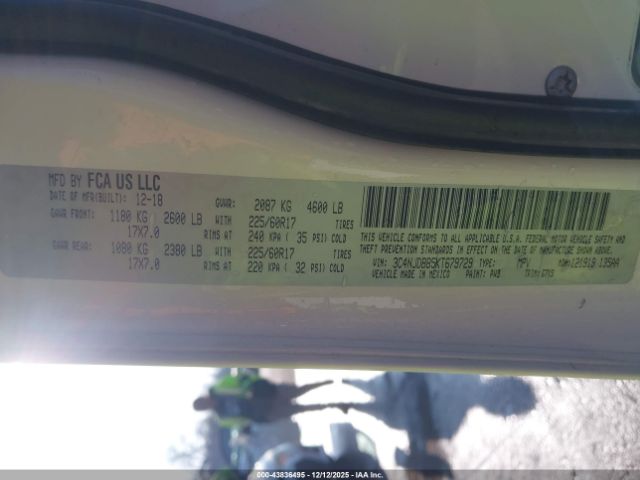 MFD BY FCA US LLC
DATE OF MFR(BUILT): 12-18 GVWR: 2087 KG 4600 LB
GAWR FRONT: 1180 KG 2600 LB WITH 225/60R17 TIRES
17X7.0 RIMS AT 240 KPA ( 35 PSI) COLD
GAWR REAR: 1080 KG 2380 LB WITH 225/60R17 TIRES
17X7.0 RIMS AT 220 KPA ( 32 PSI) COLD
THIS VEHICLE CONFORMS TO ALL APPLICABLE U.S.A. FEDERAL MOTOR VEHICLE SAFETY AND
THEFT PREVENTION STANDARDS IN EFFECT ON THE DATE OF MANUFACTURE SHOWN ABOVE.
VIN: 3C4NJDBB5KT679729 TYPE: MPV
VEHICLE MADE IN MEXICO PAINT: PW8 TRIM:
000-43836495 - 12/12/2025 - IAA Inc.